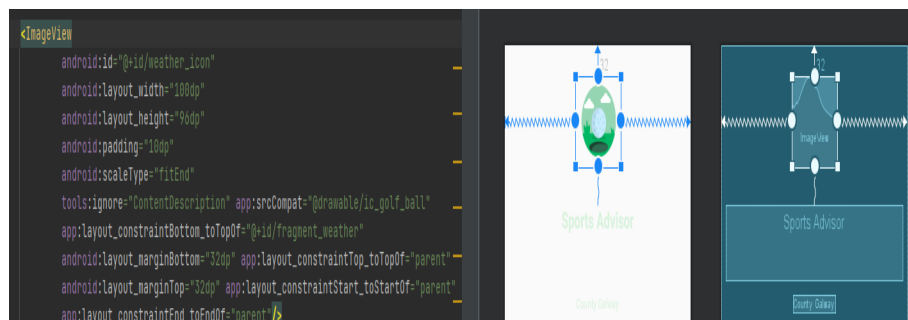 <ImageView
android:id="@+id/weather_icon"
android:layout_width="100dp"
android:layout_height="96dp"
android:padding="10dp"
android:scaleType="fitEnd"
tools:ignore="ContentDescription" app:srcCompat="@drawable/ic_golf_ball"
app:layout_constraintBottom_toTopOf="@+id/fragment_weather"
android:layout_marginBottom="32dp" app:layout_constraintTop_toTopOf="parent"
android:layout_marginTop="32dp" app:layout_constraintStart_toStartOf="parent"
app:layout_constraintEnd_toEndOf="parent"/>
32
Sports Advisor
County Galway
32
ImageView
Sports Advisor
County Galway